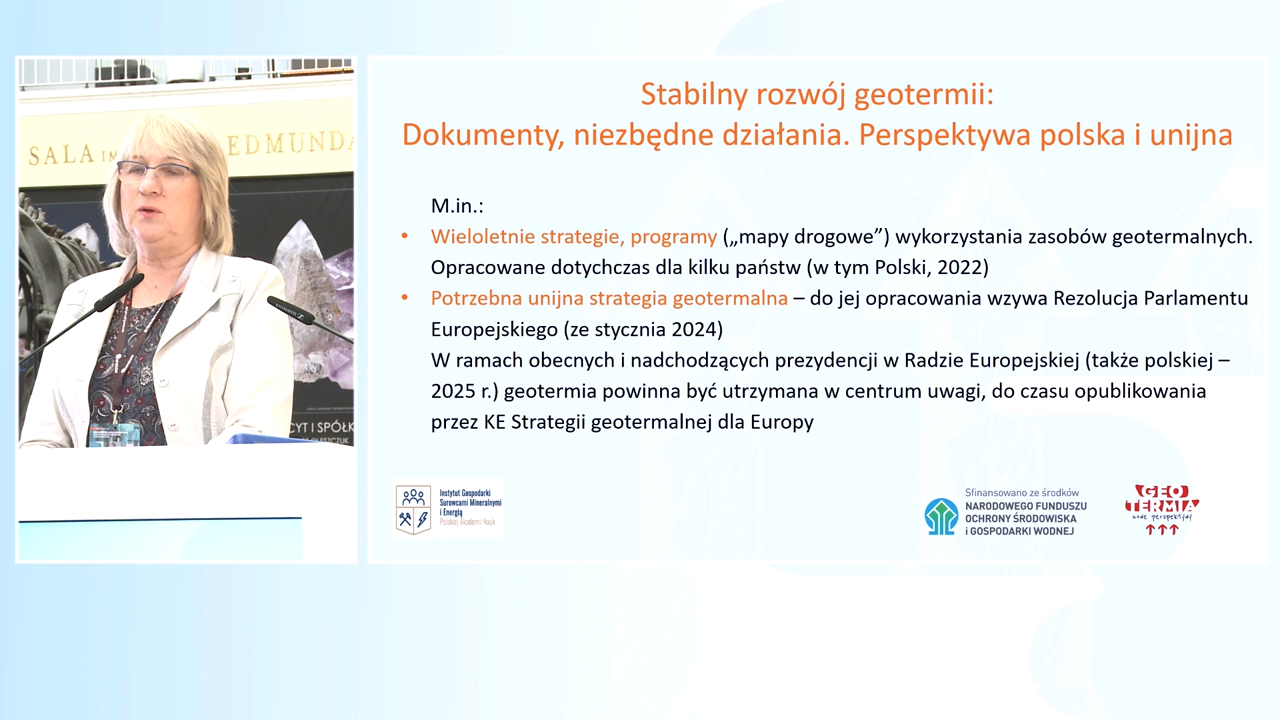 SALA IM
EDMUNDA
CYT I SPÓŁK
Stabilny rozwój geotermii:
Dokumenty, niezbędne działania. Perspektywa polska i unijna
M.in.:
• Wieloletnie strategie, programy („mapy drogowe”) wykorzystania zasobów geotermalnych.
Opracowane dotychczas dla kilku państw (w tym Polski, 2022)
• Potrzebna unijna strategia geotermalna – do jej opracowania wzywa Rezolucja Parlamentu
Europejskiego (ze stycznia 2024)
W ramach obecnych i nadchodzących prezydencji w Radzie Europejskiej (także polskiej –
2025 r.) geotermia powinna być utrzymana w centrum uwagi, do czasu opublikowania
przez KE Strategii geotermalnej dla Europy
Instytut Gospodarki
Surowcami Mineralnymi
i Energią
Polskiej Akademii Nauk
Sfinansowano ze środków
NARODOWEGO FUNDUSZU
OCHRONY ŚRODOWISKA
i GOSPODARKI WODNEJ
GEO
TERMIA
nowe perspektywy